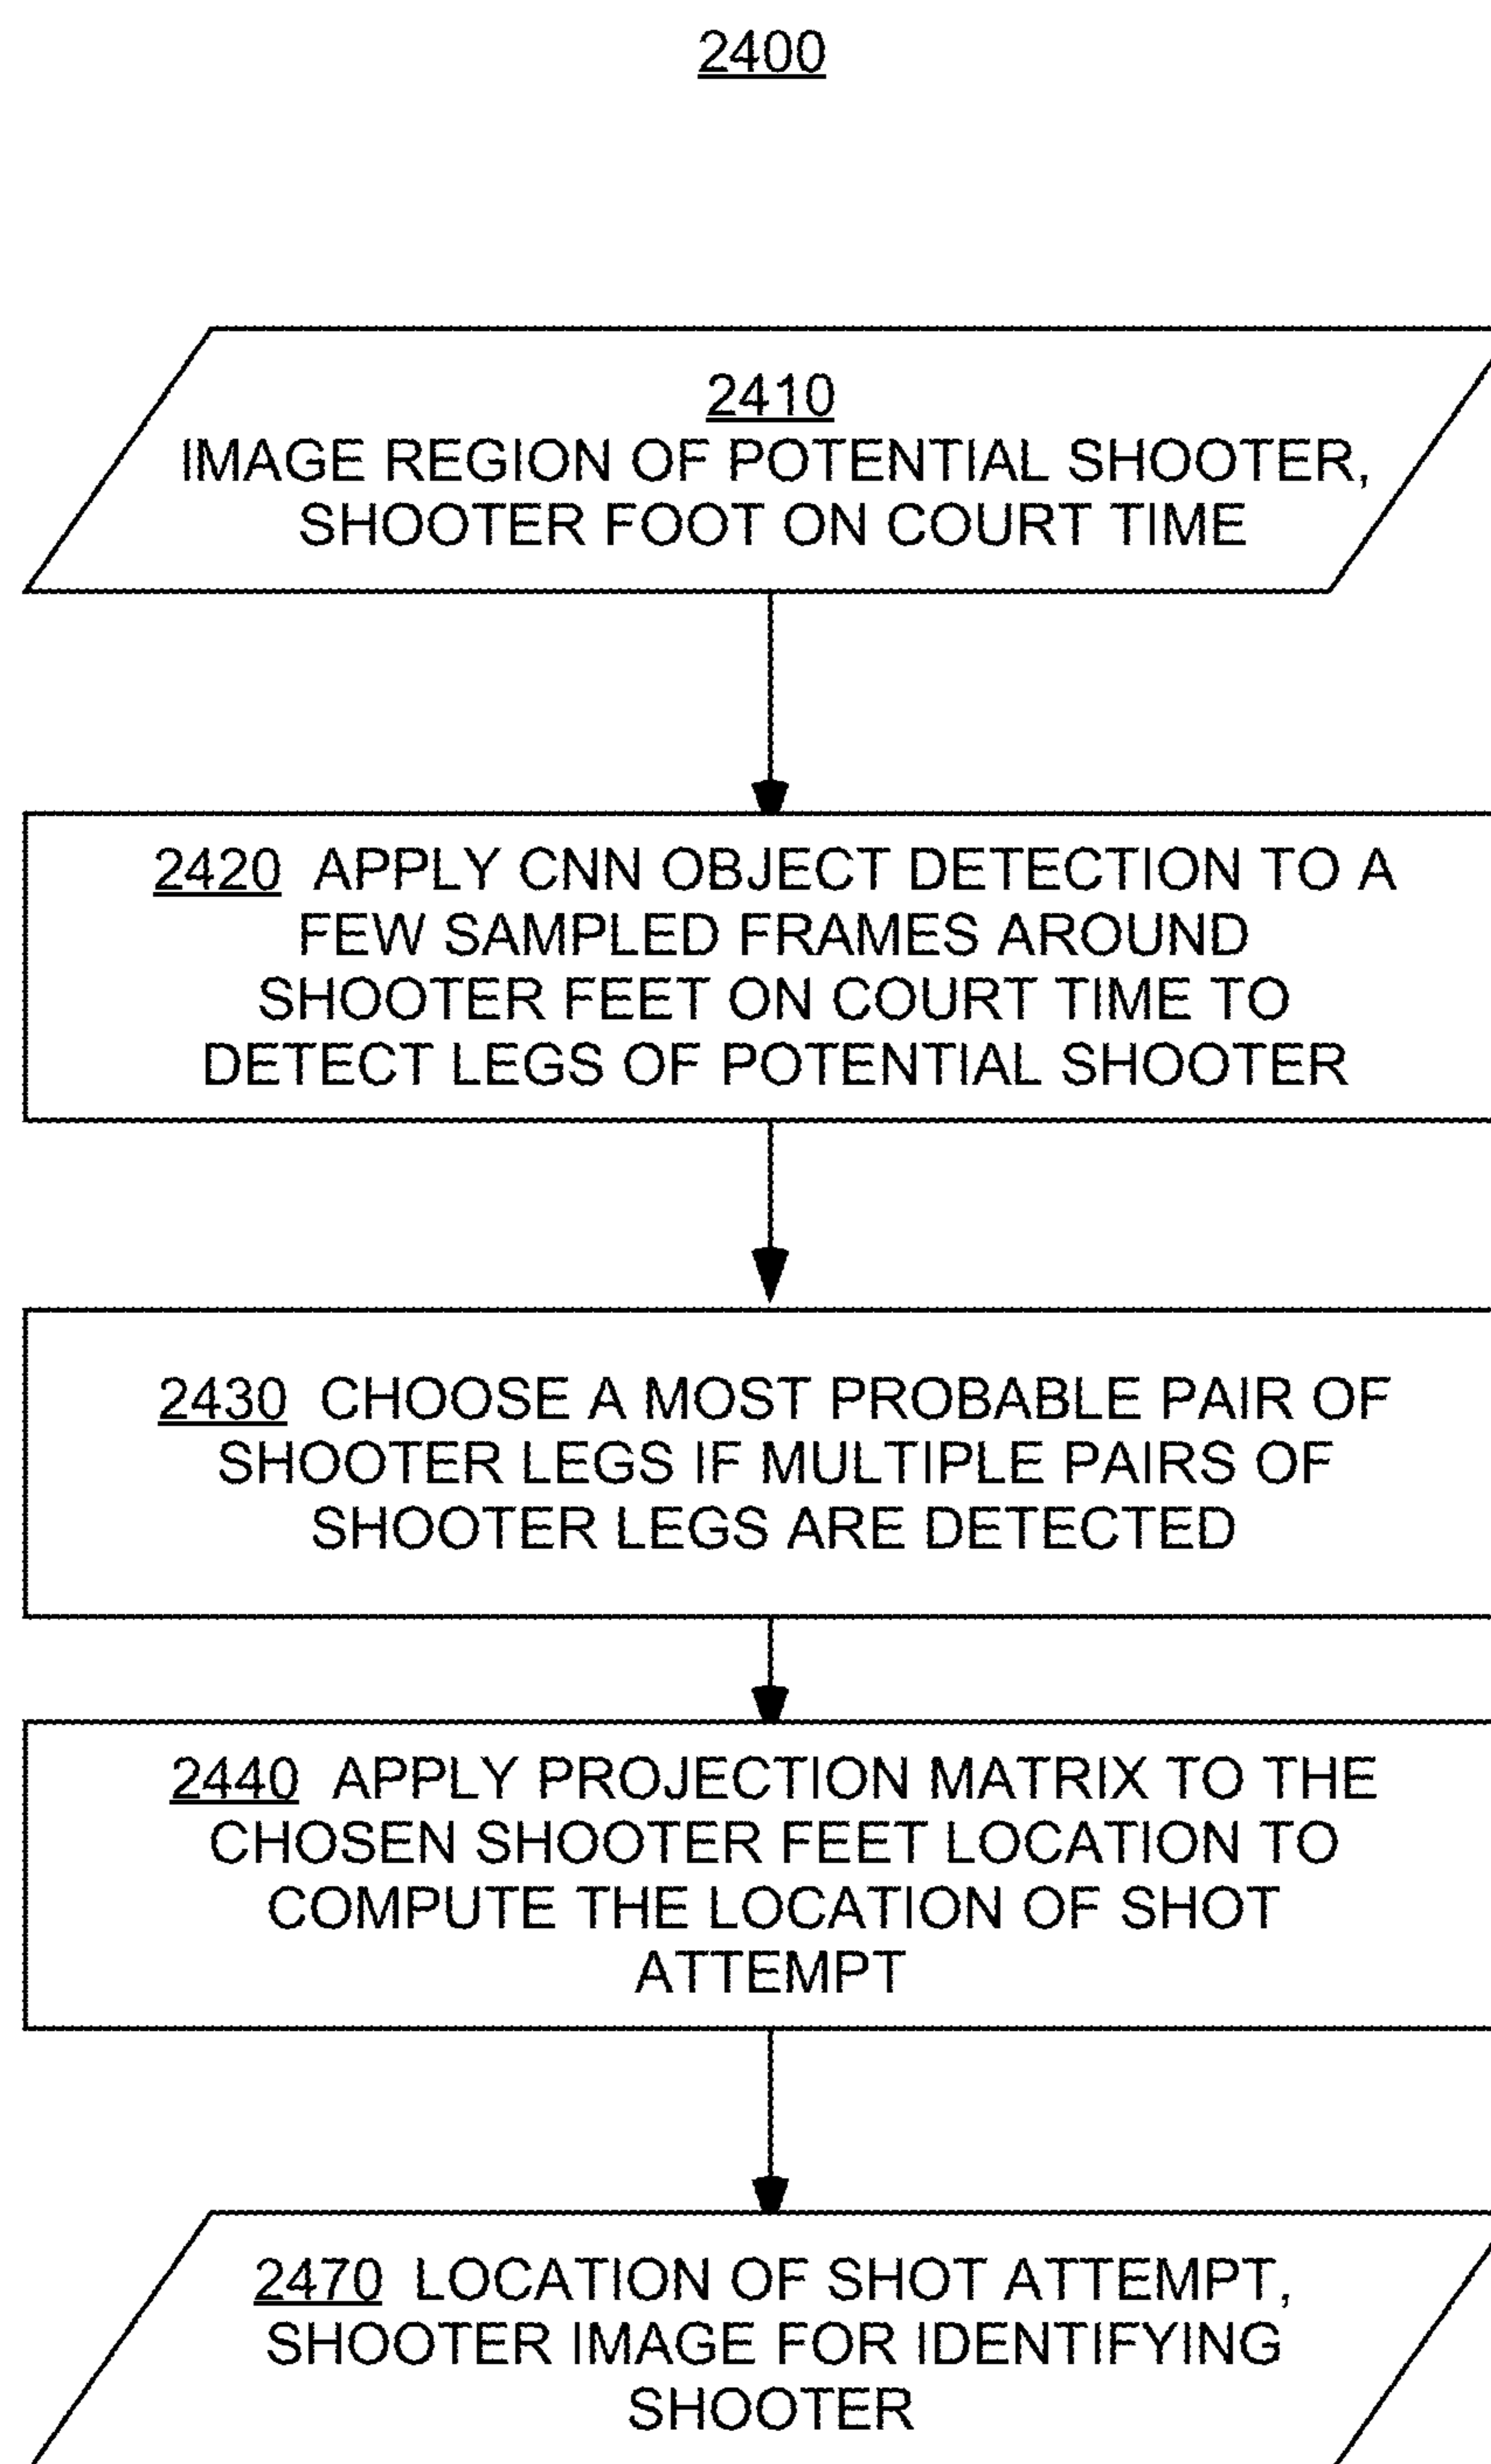 2400
2410
IMAGE REGION OF POTENTIAL SHOOTER,
SHOOTER FOOT ON COURT TIME
2420 APPLY CNN OBJECT DETECTION TO A
FEW SAMPLED FRAMES AROUND
SHOOTER FEET ON COURT TIME TO
DETECT LEGS OF POTENTIAL SHOOTER
2430 CHOOSE A MOST PROBABLE PAIR OF
SHOOTER LEGS IF MULTIPLE PAIRS OF
SHOOTER LEGS ARE DETECTED
2440 APPLY PROJECTION MATRIX TO THE
CHOSEN SHOOTER FEET LOCATION TO
COMPUTE THE LOCATION OF SHOT
ATTEMPT
2470 LOCATION OF SHOT ATTEMPT,
SHOOTER IMAGE FOR IDENTIFYING
SHOOTER